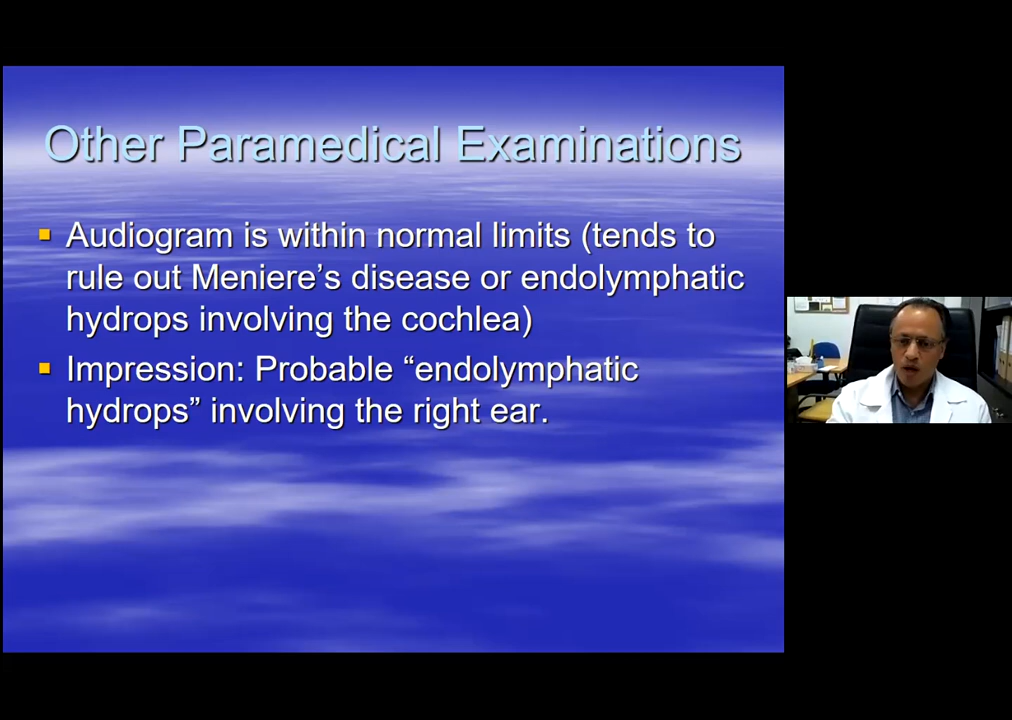 Other Paramedical Examinations
Audiogram is within normal limits (tends to
rule out Meniere’s disease or endolymphatic
hydrops involving the cochlea)
Impression: Probable “endolymphatic
hydrops” involving the right ear.